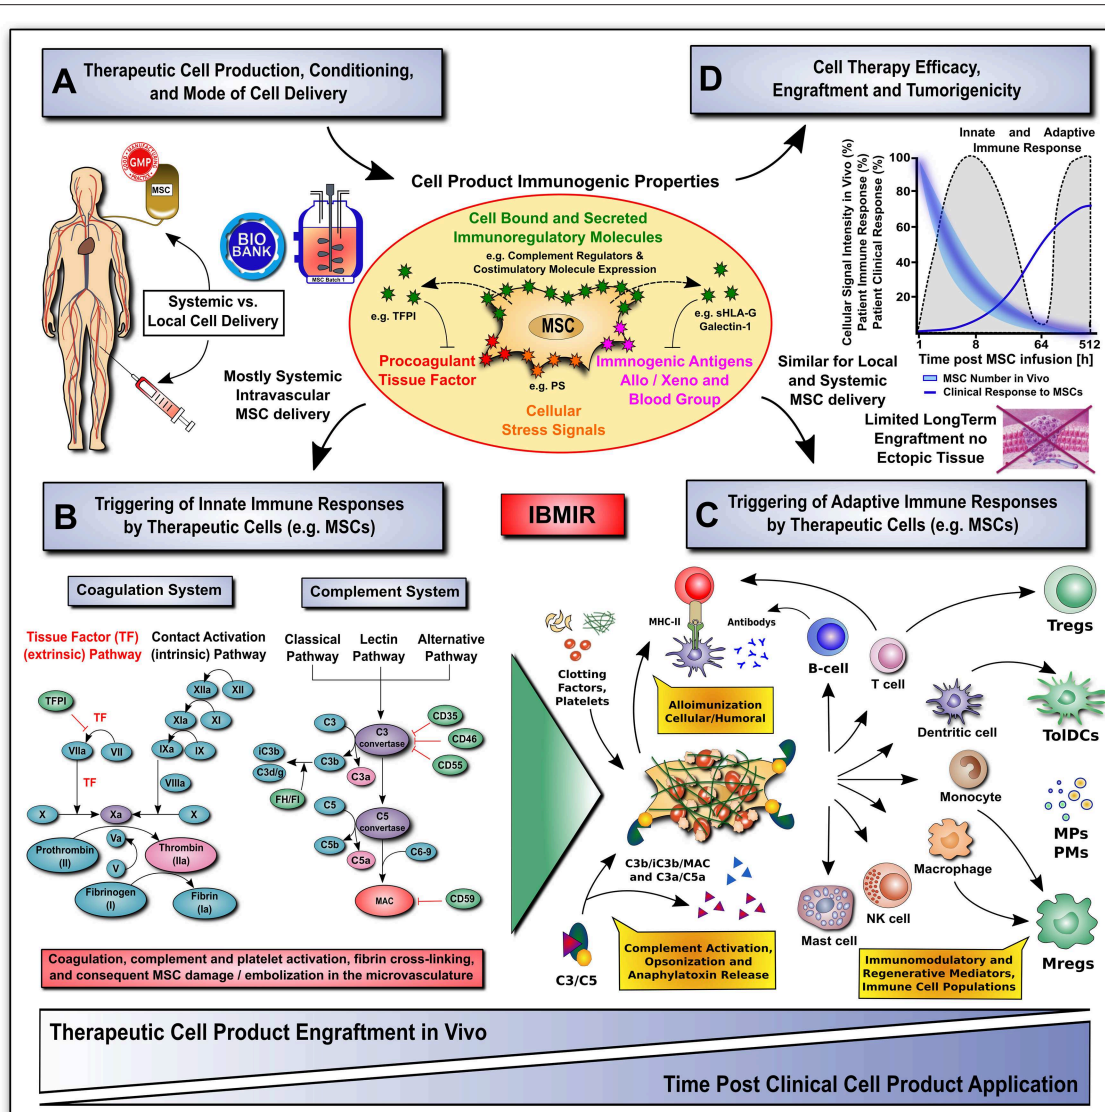 A
Therapeutic Cell Production, Conditioning,
and Mode of Cell Delivery
D
Cell Therapy Efficacy,
Engraftment and Tumorigenicity
GOOD MANUFACTURING PRACTICE
GMP
MSC
BIO
BANK
MSC Batch 1
Systemic vs.
Local Cell Delivery
Mostly Systemic
Intravascular
MSC delivery
Cell Product Immunogenic Properties
Cell Bound and Secreted
Immunoregulatory Molecules
e.g. Complement Regulators &
Costimulatory Molecule Expression
e.g. TFPI
MSC
e.g. sHLA-G
Galectin-1
Procoagulant
Tissue Factor
e.g. PS
Immnogenic Antigens
Allo / Xeno and
Blood Group
Cellular
Stress Signals
Innate and Adaptive
Immune Response
Cellular Signal Intensity in Vivo (%)
Patient Immune Response (%)
Patient Clinical Response (%)
100
80
60
40
20
1
8
64
512
Time post MSC infusion [h]
MSC Number in Vivo
Clinical Response to MSCs
Similar for Local
and Systemic
MSC delivery
Limited LongTerm
Engraftment no
Ectopic Tissue
B
Triggering of Innate Immune Responses
by Therapeutic Cells (e.g. MSCs)
IBMIR
C
Triggering of Adaptive Immune Responses
by Therapeutic Cells (e.g. MSCs)
Coagulation System
Complement System
Tissue Factor (TF)
(extrinsic) Pathway
Contact Activation
(intrinsic) Pathway
Classical
Pathway
Lectin
Pathway
Alternative
Pathway
XIIa
XII
TFPI
TF
XIa
XI
VIIa
VII
IXa
IX
TF
VIIIa
X
Xa
X
Prothrombin
(II)
Va
Thrombin
(IIa)
V
Fibrinogen
(I)
Fibrin
(Ia)
C3
C3
convertase
CD35
CD46
CD55
iC3b
C3d/g
C3b
C3a
FH/FI
C5
C5
convertase
C5b
C5a
C6-9
MAC
CD59
Coagulation, complement and platelet activation, fibrin cross-linking,
and consequent MSC damage / embolization in the microvasculature
Clotting
Factors,
Platelets
MHC-II
Antibodys
B-cell
T cell
Tregs
Alloimunization
Cellular/Humoral
Dentritic cell
TolDCs
Monocyte
MPs
PMs
Macrophage
C3b/iC3b/MAC
and C3a/C5a
NK cell
Mast cell
Mregs
C3/C5
Complement Activation,
Opsonization and
Anaphylatoxin Release
Immunomodulatory and
Regenerative Mediators,
Immune Cell Populations
Therapeutic Cell Product Engraftment in Vivo
Time Post Clinical Cell Product Application